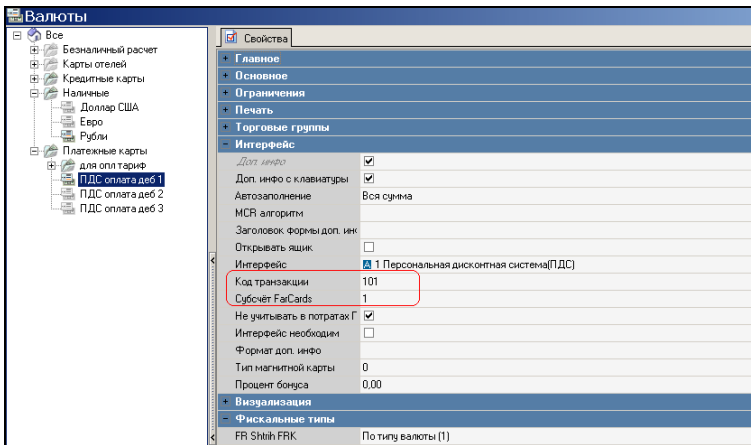 Валюты
Все
Безналичный расчет
Карты отелей
Кредитные карты
Наличные
Доллар США
Евро
Рубли
Платежные карты
для опл тариф
ПДС оплата деб 1
ПДС оплата деб 2
ПДС оплата деб 3
Свойства
+ Главное
+ Основное
+ Ограничения
+ Печать
+ Торговые группы
− Интерфейс
Доп. инфо
Доп. инфо с клавиатуры
Автозаполнение Вся сумма
MCR алгоритм
Заголовок формы доп. ин
Открывать ящик
Интерфейс A 1 Персональная дисконтная система(ПДС)
Код транзакции 101
Субсчёт FarCards 1
Не учитывать в потратах П
Интерфейс необходим
Формат доп. инфо
Тип магнитной карты 0
Процент бонуса 0,00
+ Визуализация
− Фискальные типы
FR Shtrih FRK По типу валюты (1)